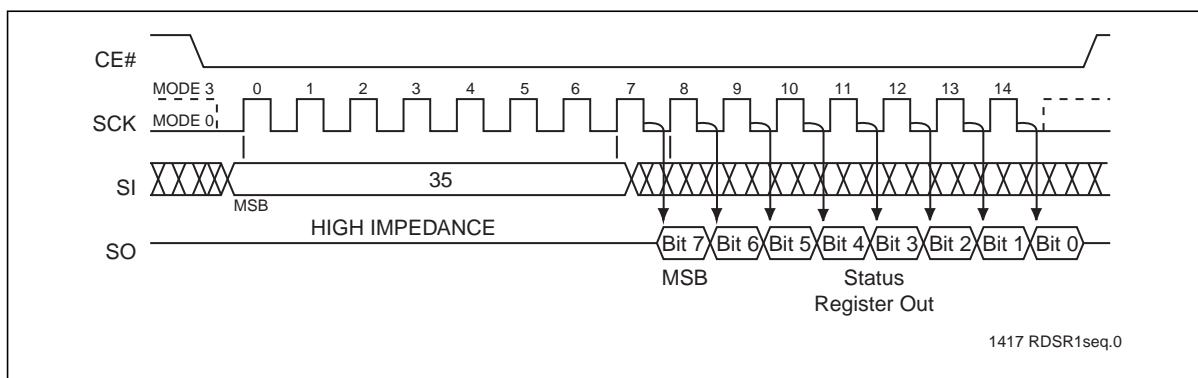 CE#
MODE 3 0 1 2 3 4 5 6 7 8 9 10 11 12 13 14
SCK MODE 0
SI 35
MSB
HIGH IMPEDANCE
SO Bit 7 Bit 6 Bit 5 Bit 4 Bit 3 Bit 2 Bit 1 Bit 0
MSB Status
Register Out
1417 RDSR1seq.0